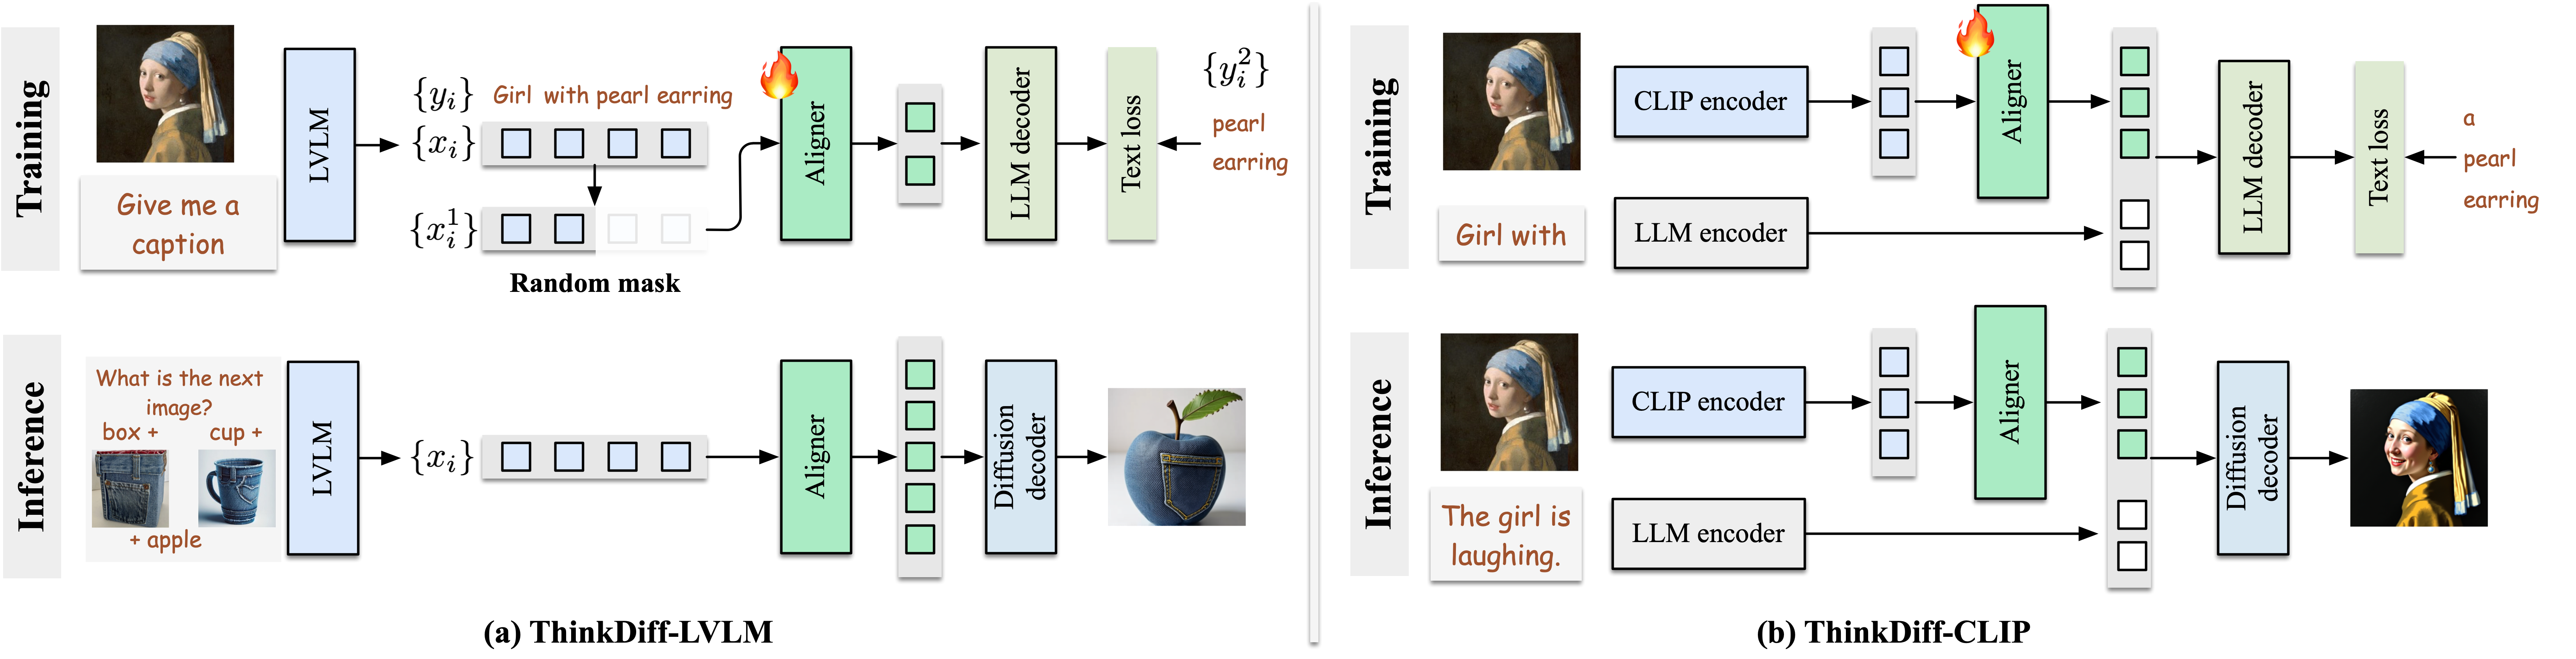 Training
Give me a
caption
LVLM
{y_i} Girl with pearl earring
{x_i}
{x_i^1}
Random mask
Aligner
LLM decoder
Text loss
{y_i^2}
pearl
earring
Inference
What is the next
image?
box + cup +
+ apple
LVLM
{x_i}
Aligner
Diffusion
decoder
(a) ThinkDiff-LVLM
Training
Girl with
CLIP encoder
LLM encoder
Aligner
LLM decoder
Text loss
a
pearl
earring
Inference
The girl is
laughing.
CLIP encoder
LLM encoder
Aligner
Diffusion
decoder
(b) ThinkDiff-CLIP